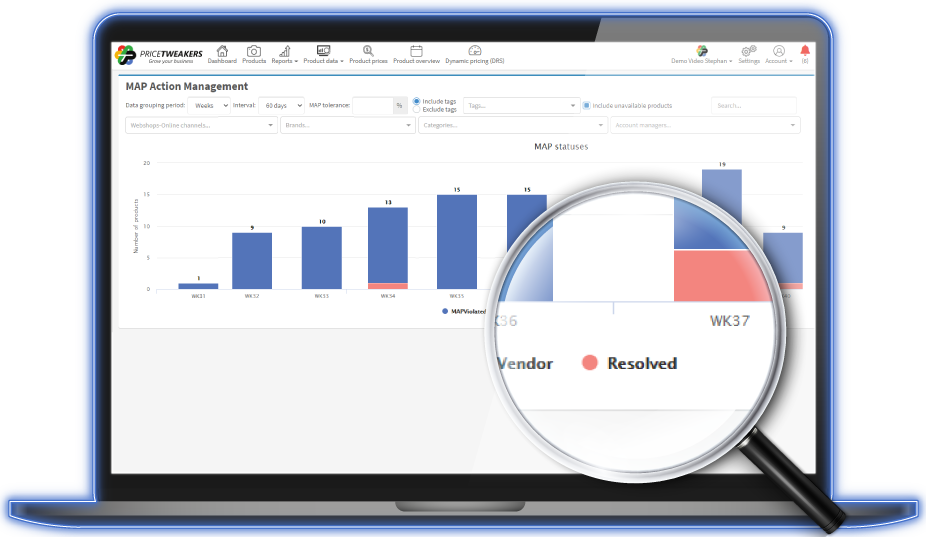 PRICETWEAKERS
Grow your business
Dashboard Products Reports Product data Product prices Product overview Dynamic pricing (DRS) Demo Video Stephan Settings Account (6)
MAP Action Management
Data grouping period: Weeks Interval: 60 days MAP tolerance: % Include tags
Exclude tags
Tags... Include unavailable products Search...
Webshops-Online channels... Brands... Categories... Account managers...
MAP statuses
Number of products
20
15
10
5
0
1 9 10 13 15 15 19 9
WK31 WK32 WK33 WK34 WK35
MAPViolated
K36 WK37
Vendor Resolved